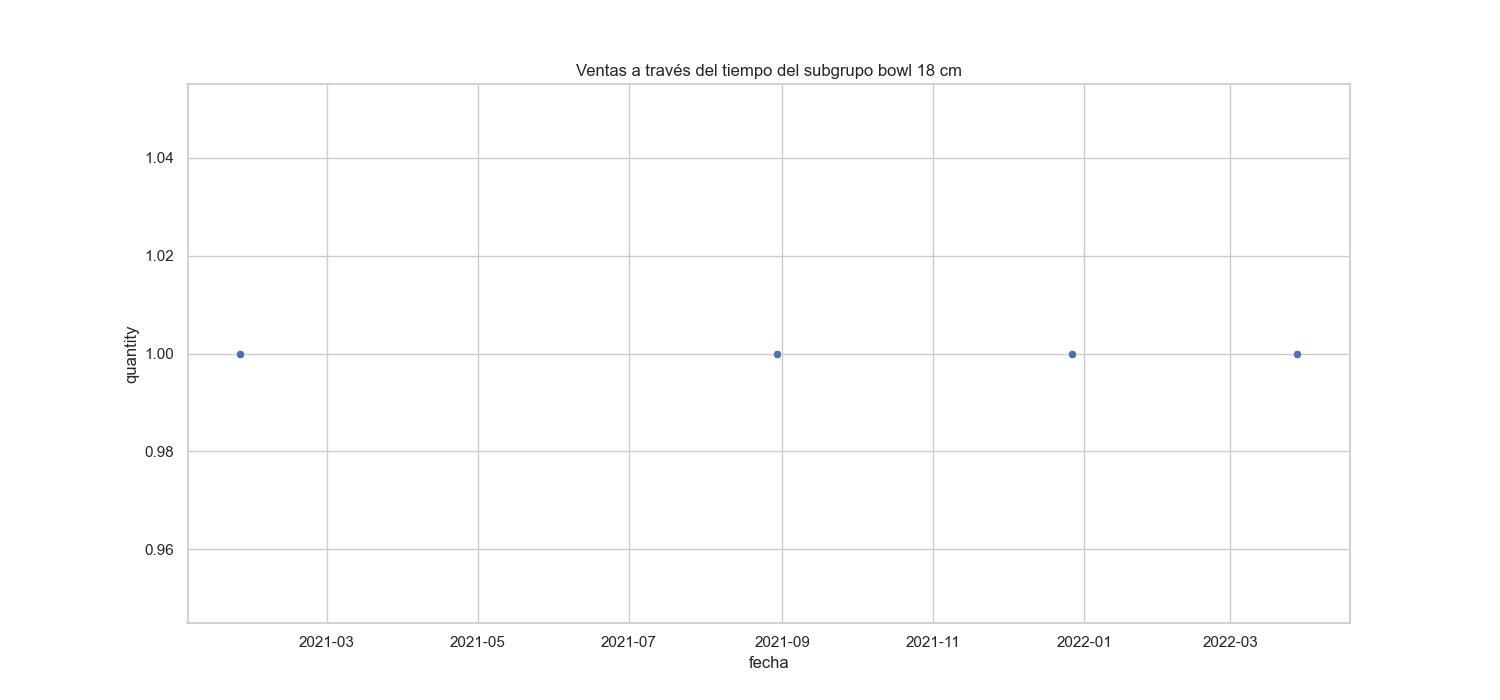 Ventas a través del tiempo del subgrupo bowl 18 cm
1.04
1.02
1.00
0.98
0.96
quantity
2021-03 2021-05 2021-07 2021-09 2021-11 2022-01 2022-03
fecha